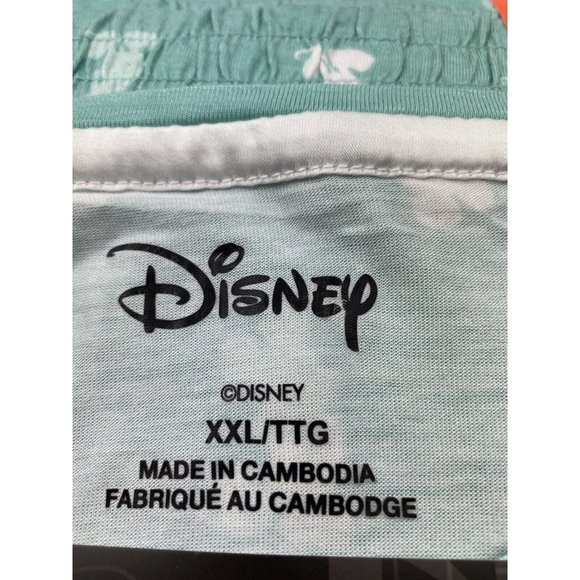 Disney
©DISNEY
XXL/TTG
MADE IN CAMBODIA
FABRIQUÉ AU CAMBODGE